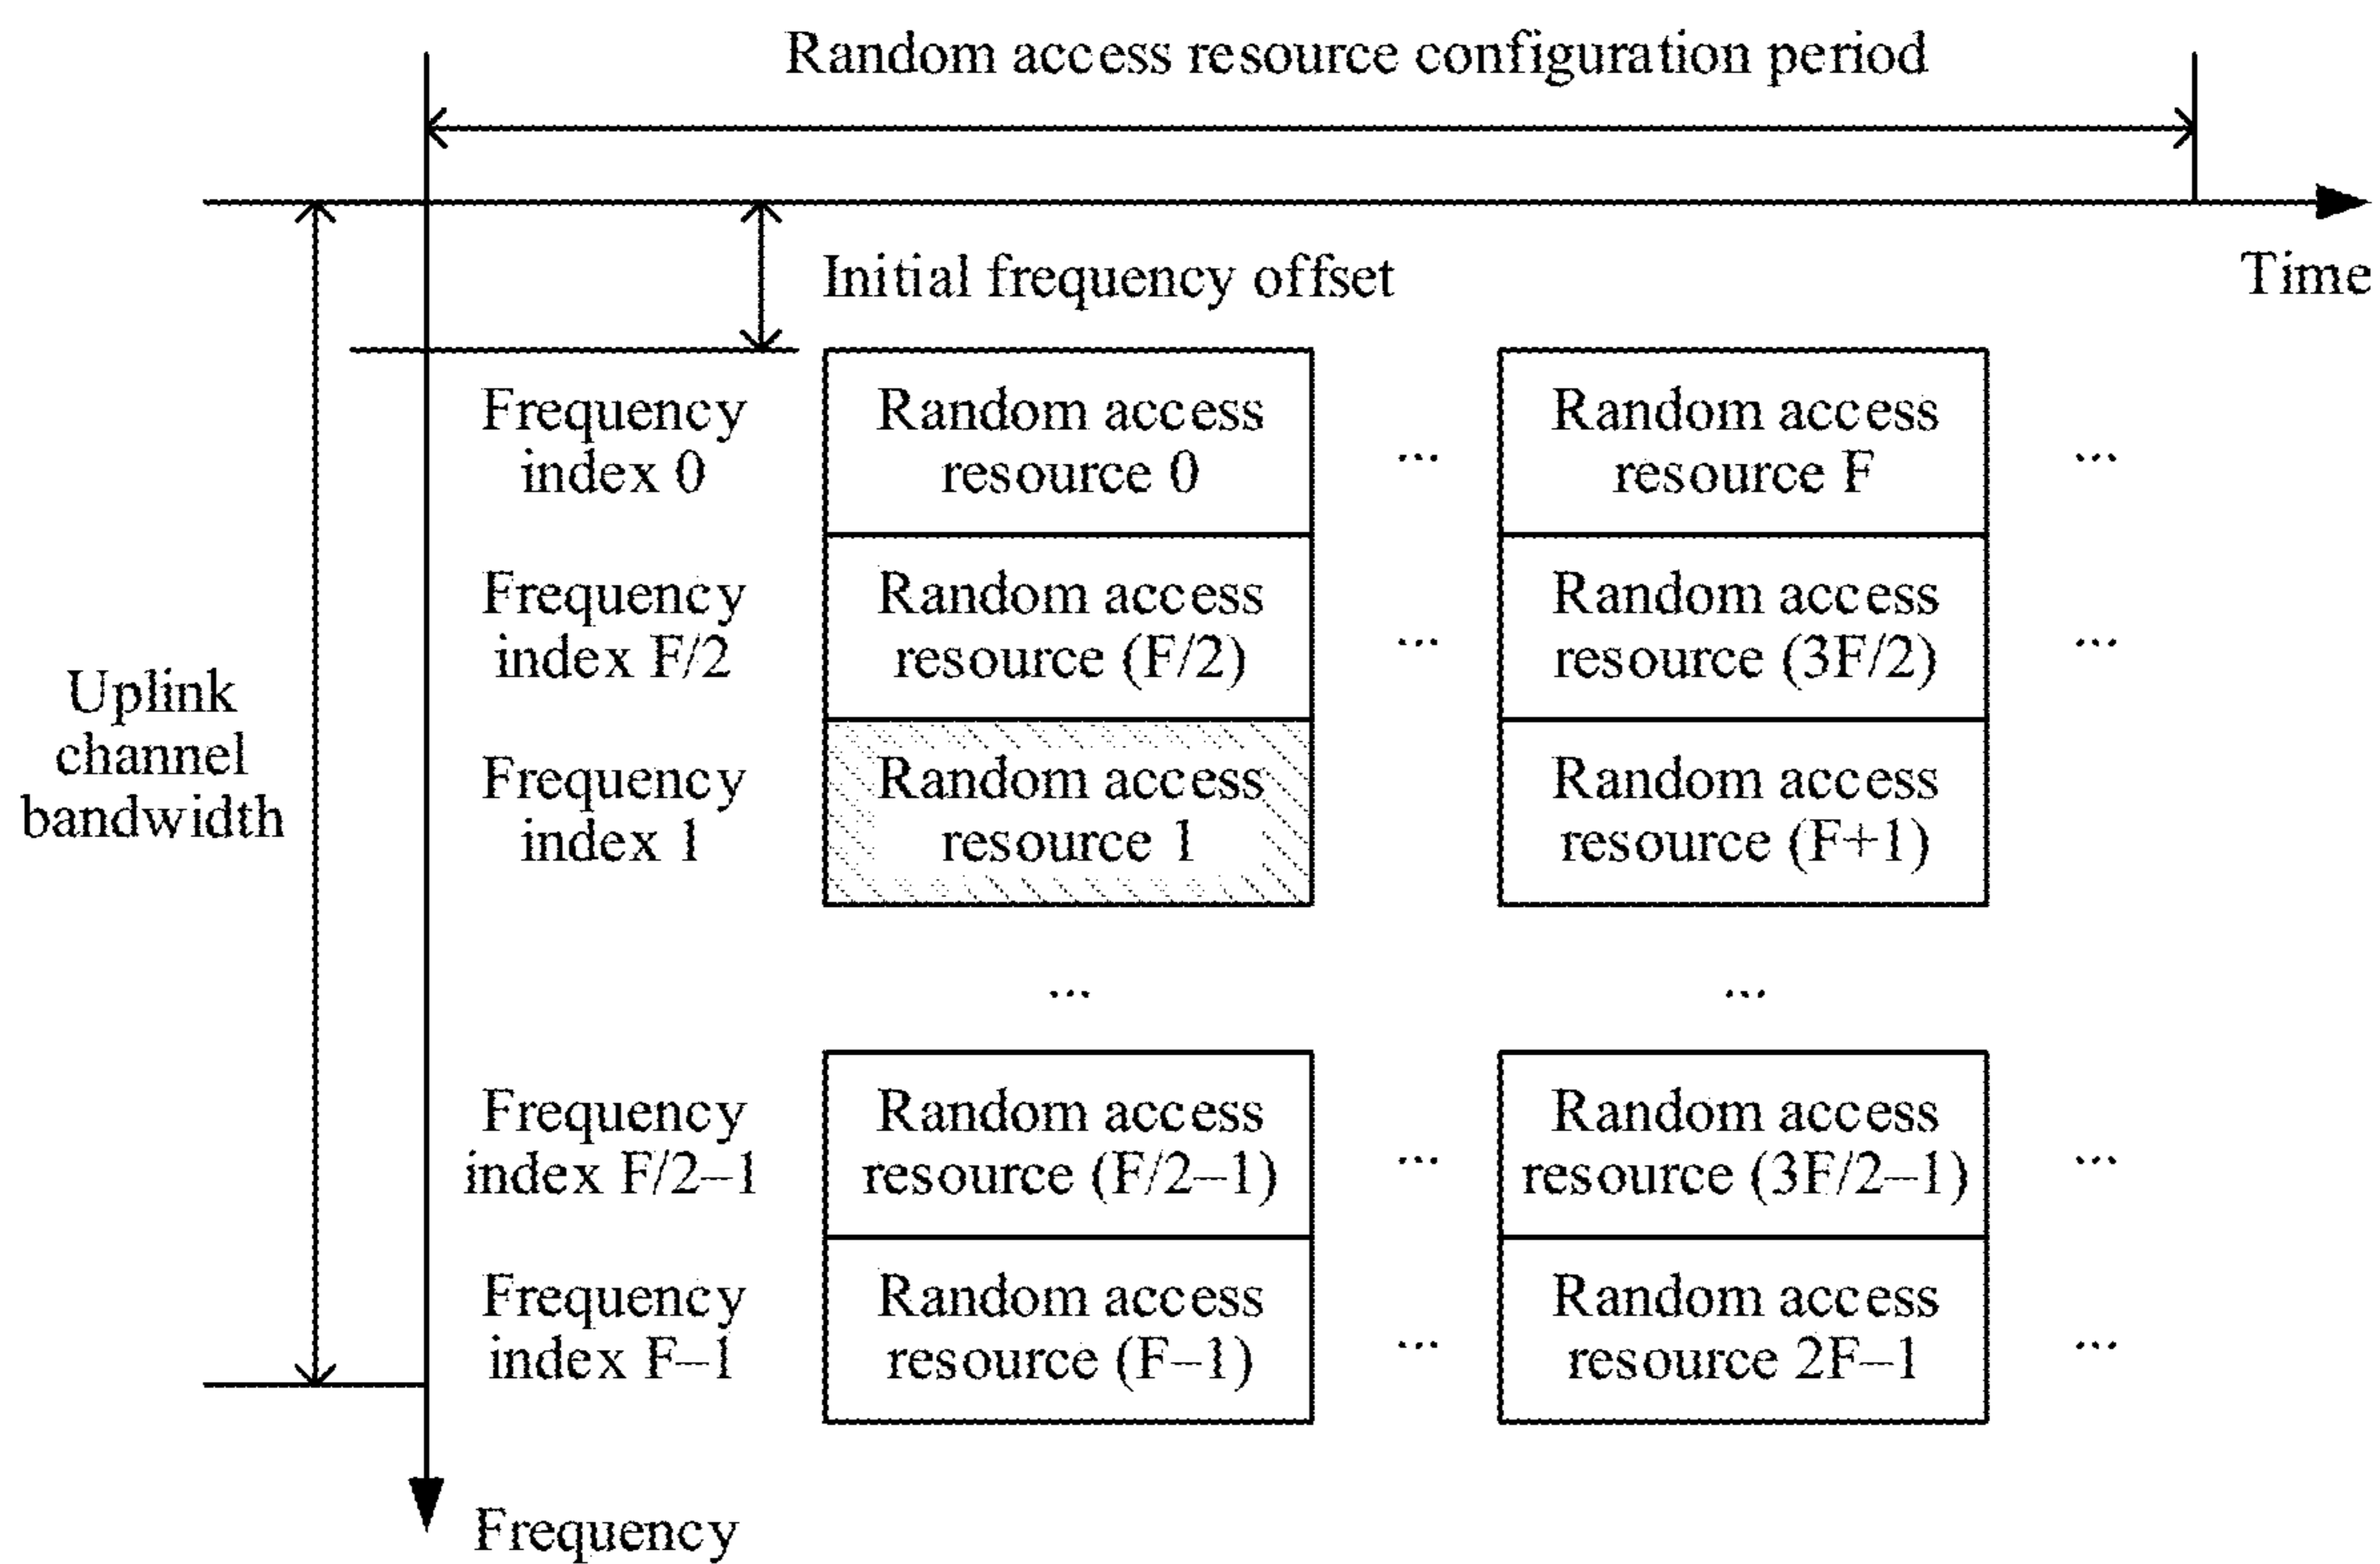 Random access resource configuration period
Time
Initial frequency offset
Uplink
channel
bandwidth
Frequency
index 0
Random access
resource 0
...
Random access
resource F
...
Frequency
index F/2
Random access
resource (F/2)
...
Random access
resource (3F/2)
...
Frequency
index 1
Random access
resource 1
Random access
resource (F+1)
...
...
Frequency
index F/2–1
Random access
resource (F/2–1)
...
Random access
resource (3F/2–1)
...
Frequency
index F–1
Random access
resource (F–1)
...
Random access
resource 2F–1
...
Frequency